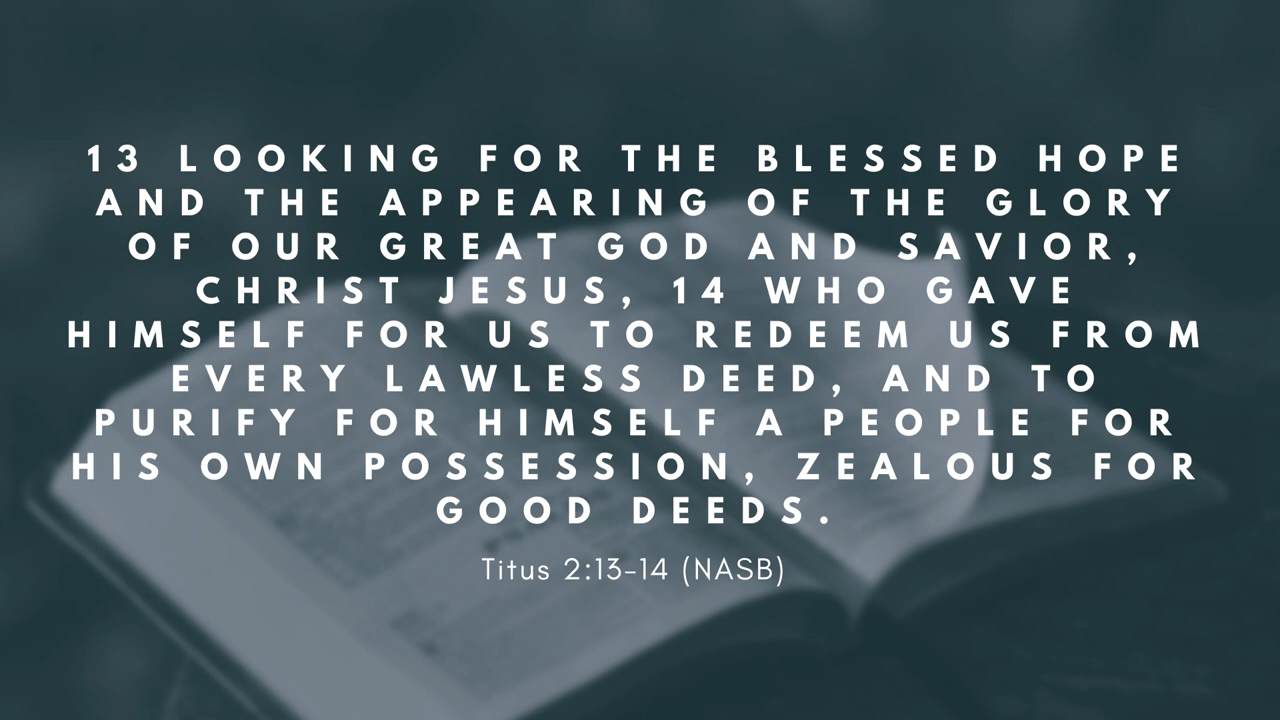 13 LOOKING FOR THE BLESSED HOPE
AND THE APPEARING OF THE GLORY
OF OUR GREAT GOD AND SAVIOR,
CHRIST JESUS, 14 WHO GAVE
HIMSELF FOR US TO REDEEM US FROM
EVERY LAWLESS DEED, AND TO
PURIFY FOR HIMSELF A PEOPLE FOR
HIS OWN POSSESSION, ZEALOUS FOR
GOOD DEEDS.
Titus 2:13-14 (NASB)